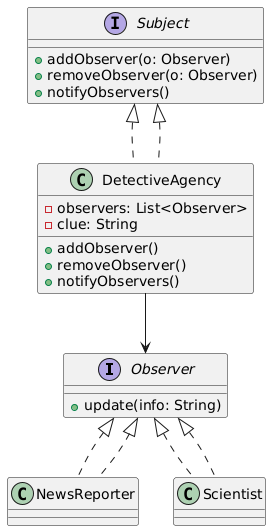 I Subject
addObserver(o: Observer)
removeObserver(o: Observer)
notifyObservers()
C DetectiveAgency
observers: List<Observer>
clue: String
addObserver()
removeObserver()
notifyObservers()
I Observer
update(info: String)
C NewsReporter
C Scientist